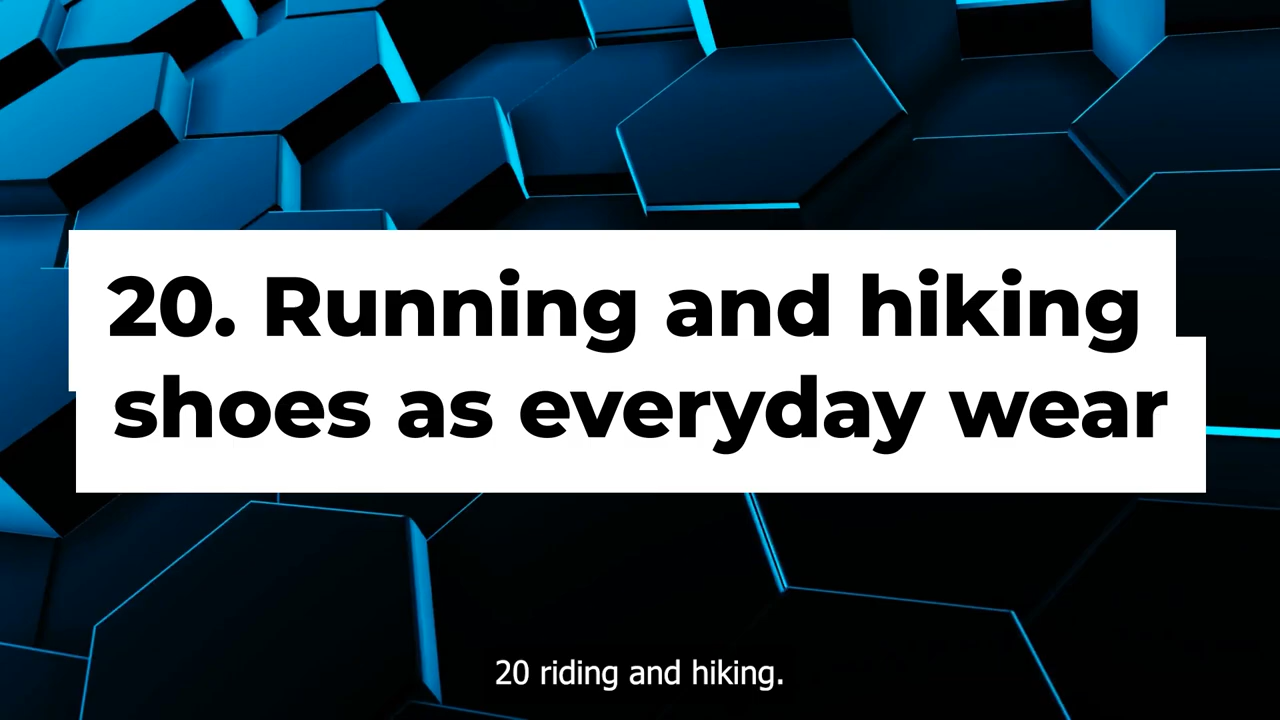 20. Running and hiking
shoes as everyday wear
20 riding and hiking.